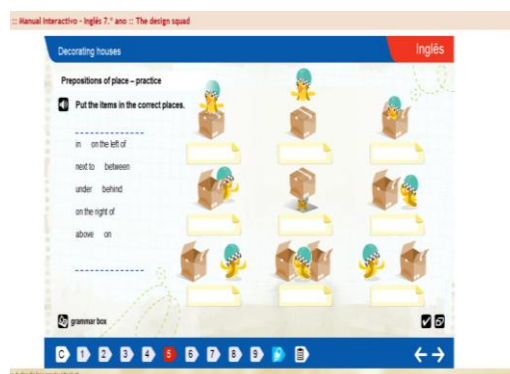 :: Manual Interactivo - Inglês 7.º ano :: The design squad
Decorating houses
Inglês
Prepositions of place – practice
Put the items in the correct places.
in on the left of
next to between
under behind
on the right of
above on
Ag grammar box
C 1 2 3 4 5 6 7 8 9